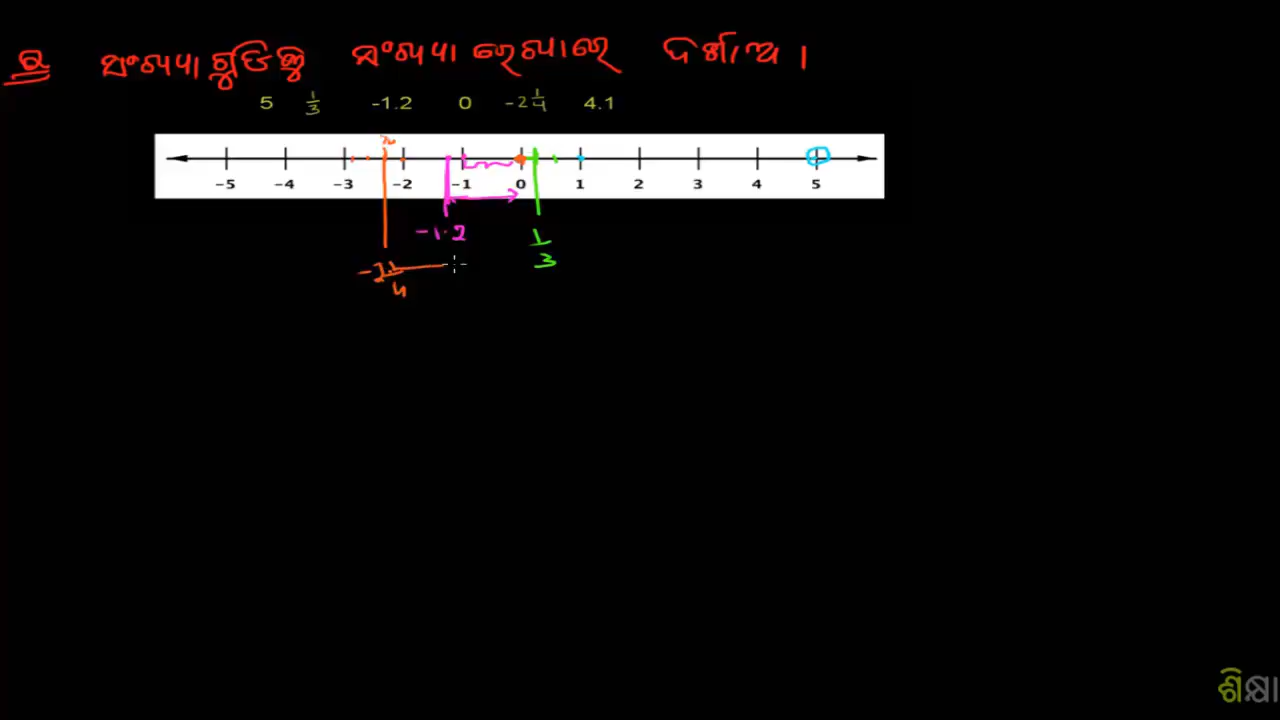 ଋ ସଂଖ୍ୟା ଗୁଡିକୁ ସଂଖ୍ୟା ରେଖାରେ ଦର୍ଶାଅ ।
5 1/3 -1.2 0 -2 1/4 4.1
-5 -4 -3 -2 -1 0 1 2 3 4 5
-1.2 1/3
-2 1/4
ଶିକ୍ଷା